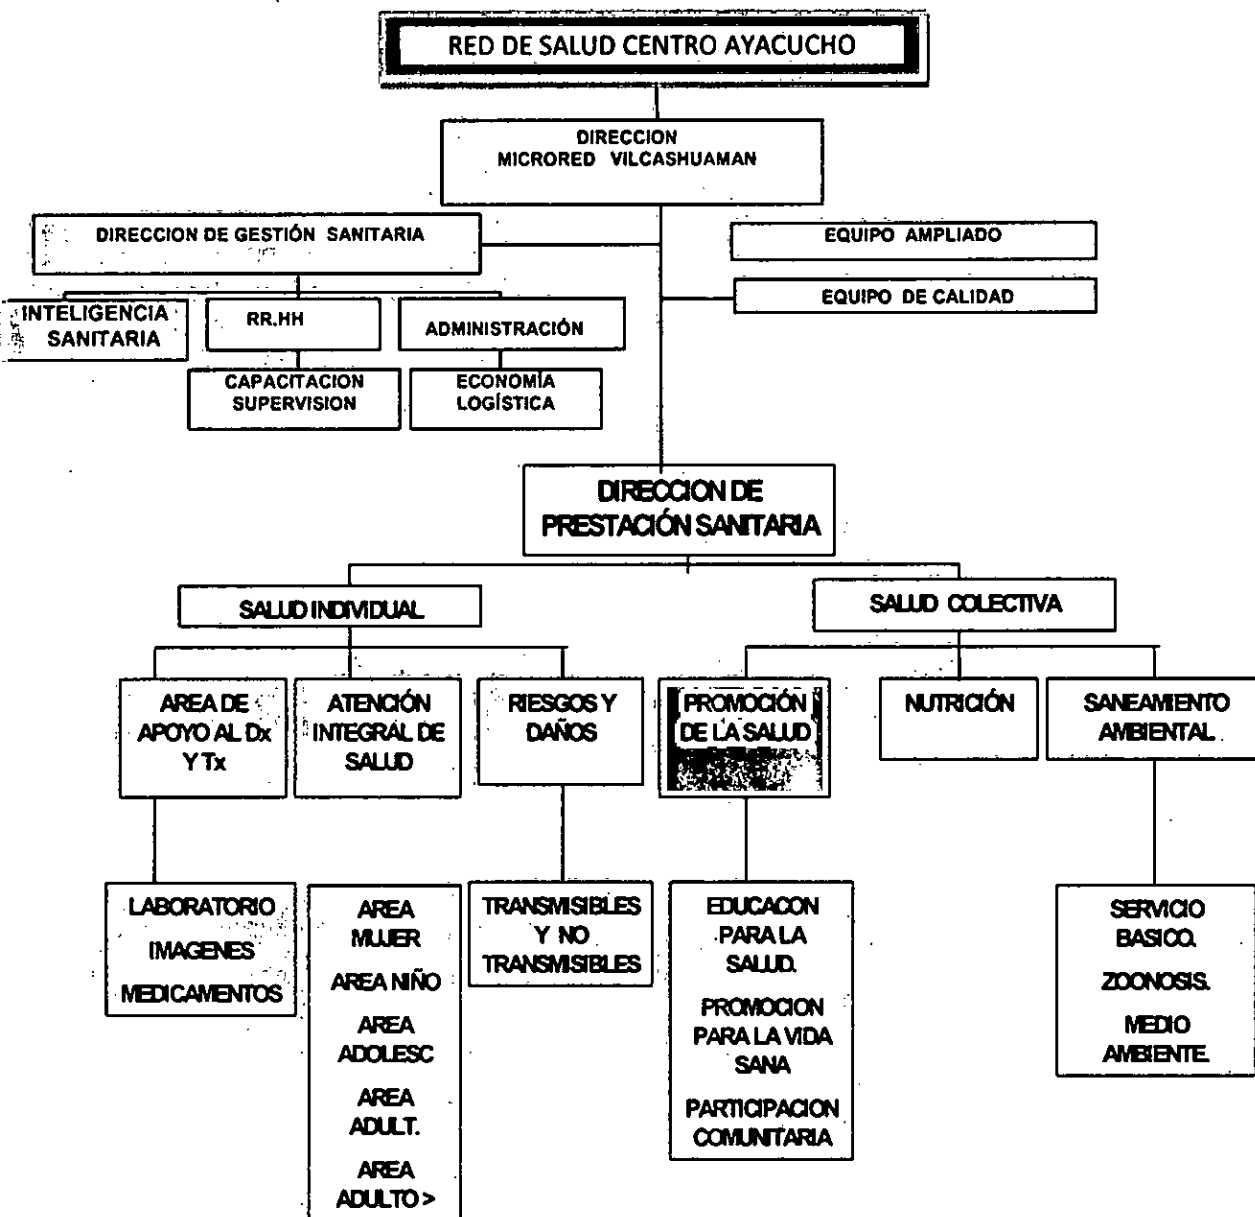 RED DE SALUD CENTRO AYACUCHO
DIRECCION
MICRORED VILCASHUAMAN
DIRECCION DE GESTIÓN SANITARIA
EQUIPO AMPLIADO
EQUIPO DE CALIDAD
INTELIGENCIA
SANITARIA
RR.HH
ADMINISTRACIÓN
CAPACITACION
SUPERVISION
ECONOMÍA
LOGÍSTICA
DIRECCION DE
PRESTACIÓN SANITARIA
SALUD INDIVIDUAL
SALUD COLECTIVA
AREA DE
APOYO AL Dx
Y Tx
ATENCIÓN
INTEGRAL DE
SALUD
RIESGOS Y
DAÑOS
PROMOCIÓN
DE LA SALUD
NUTRICIÓN
SANEAMIENTO
AMBIENTAL
LABORATORIO
IMAGENES
MEDICAMENTOS
AREA
MUJER
AREA NIÑO
AREA
ADOLESC
AREA
ADULT.
AREA
ADULTO >
TRANSMISIBLES
Y NO
TRANSMISIBLES
EDUCACON
PARA LA
SALUD.
PROMOCION
PARA LA VIDA
SANA
PARTICIPACION
COMUNITARIA
SERVICIO
BASICO.
ZOONOSIS.
MEDIO
AMBIENTE.